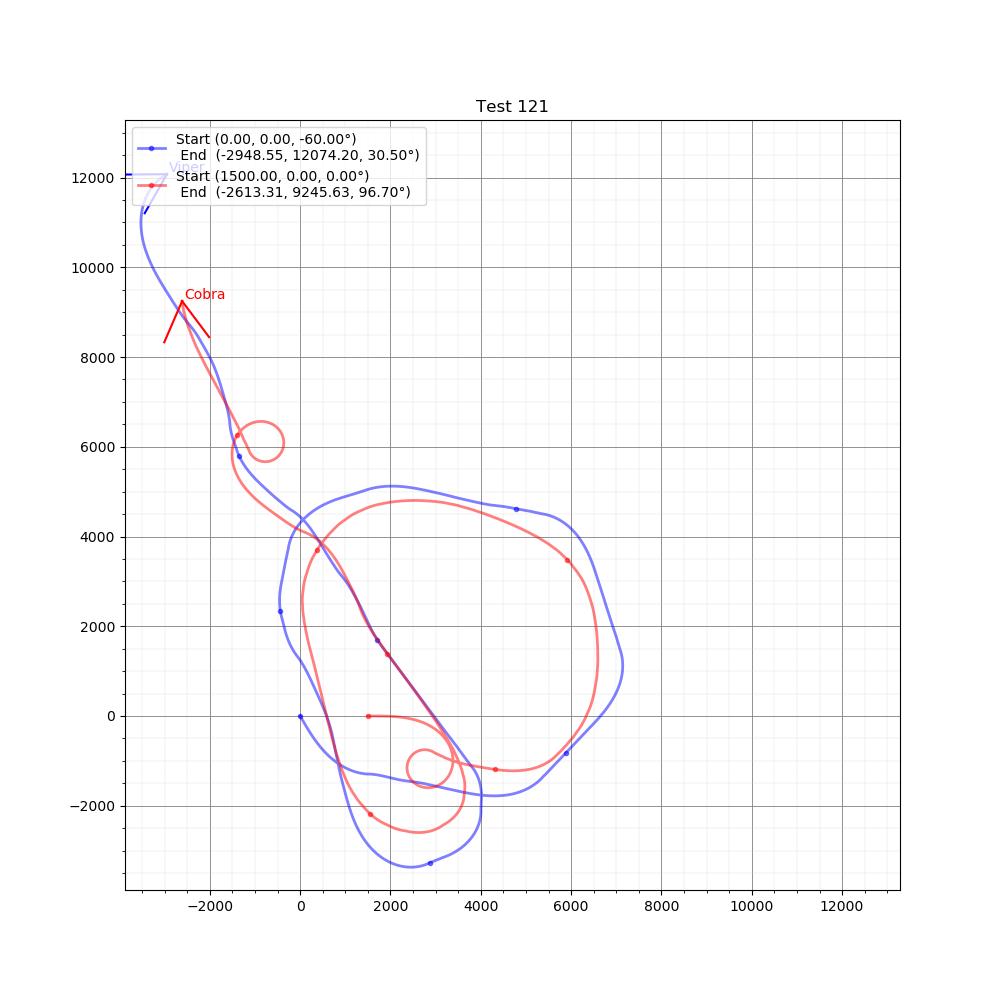 Test 121
Start (0.00, 0.00, -60.00°)
End (-2948.55, 12074.20, 30.50°)
Viper
Start (1500.00, 0.00, 0.00°)
End (-2613.31, 9245.63, 96.70°)
Cobra
12000
10000
8000
6000
4000
2000
0
−2000
−2000 0 2000 4000 6000 8000 10000 12000